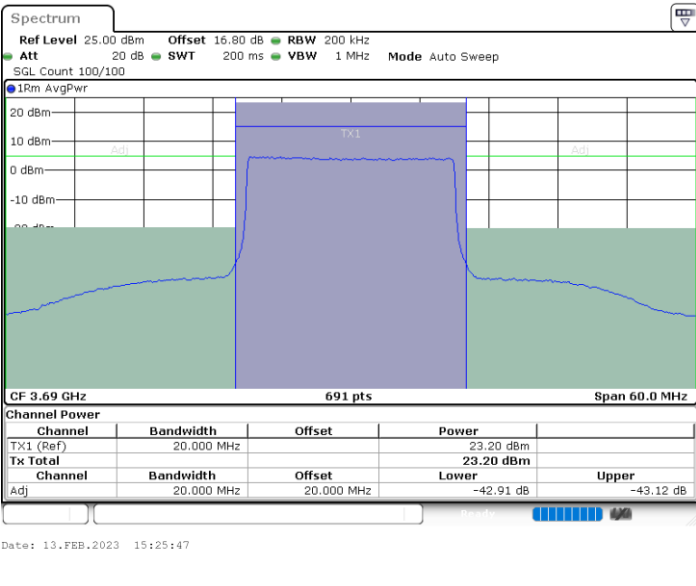 Spectrum
Ref Level 25.00 dBm Offset 16.80 dB RBW 200 kHz
Att 20 dB SWT 200 ms VBW 1 MHz Mode Auto Sweep
SGL Count 100/100
1Rm AvgPwr
20 dBm
TX1
10 dBm
Adj Adj
0 dBm
-10 dBm
CF 3.69 GHz 691 pts Span 60.0 MHz
Channel Power
Channel Bandwidth Offset Power
TX1 (Ref) 20.000 MHz 23.20 dBm
Tx Total 23.20 dBm
Channel Bandwidth Offset Lower Upper
Adj 20.000 MHz 20.000 MHz -42.91 dB -43.12 dB
Ready
Date: 13.FEB.2023 15:25:47